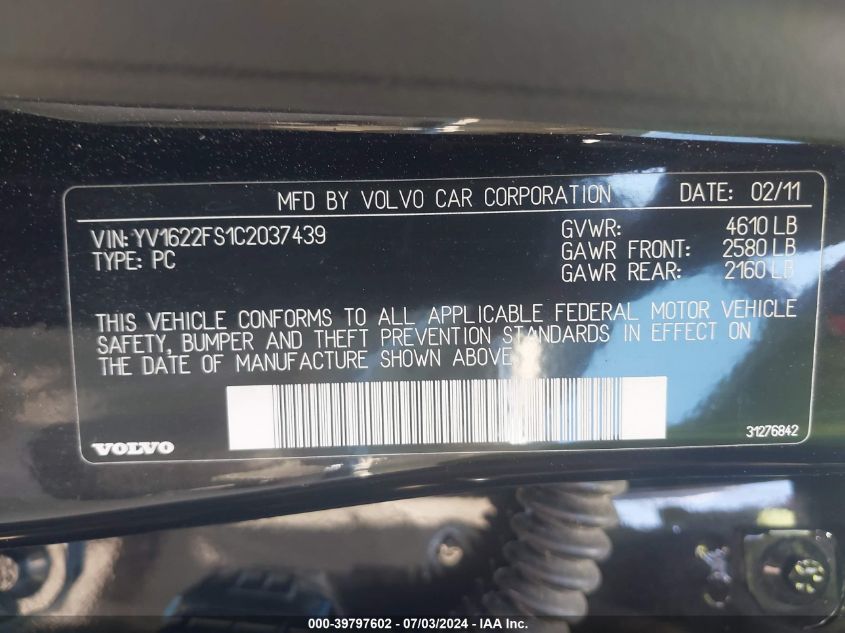 MFD BY VOLVO CAR CORPORATION DATE: 02/11
VIN: YV1622FS1C2037439 GVWR: 4610 LB
TYPE: PC GAWR FRONT: 2580 LB
GAWR REAR: 2160 LB
THIS VEHICLE CONFORMS TO ALL APPLICABLE FEDERAL MOTOR VEHICLE
SAFETY, BUMPER AND THEFT PREVENTION STANDARDS IN EFFECT ON
THE DATE OF MANUFACTURE SHOWN ABOVE.
VOLVO 31276842
000-39797602 - 07/03/2024 - IAA Inc.